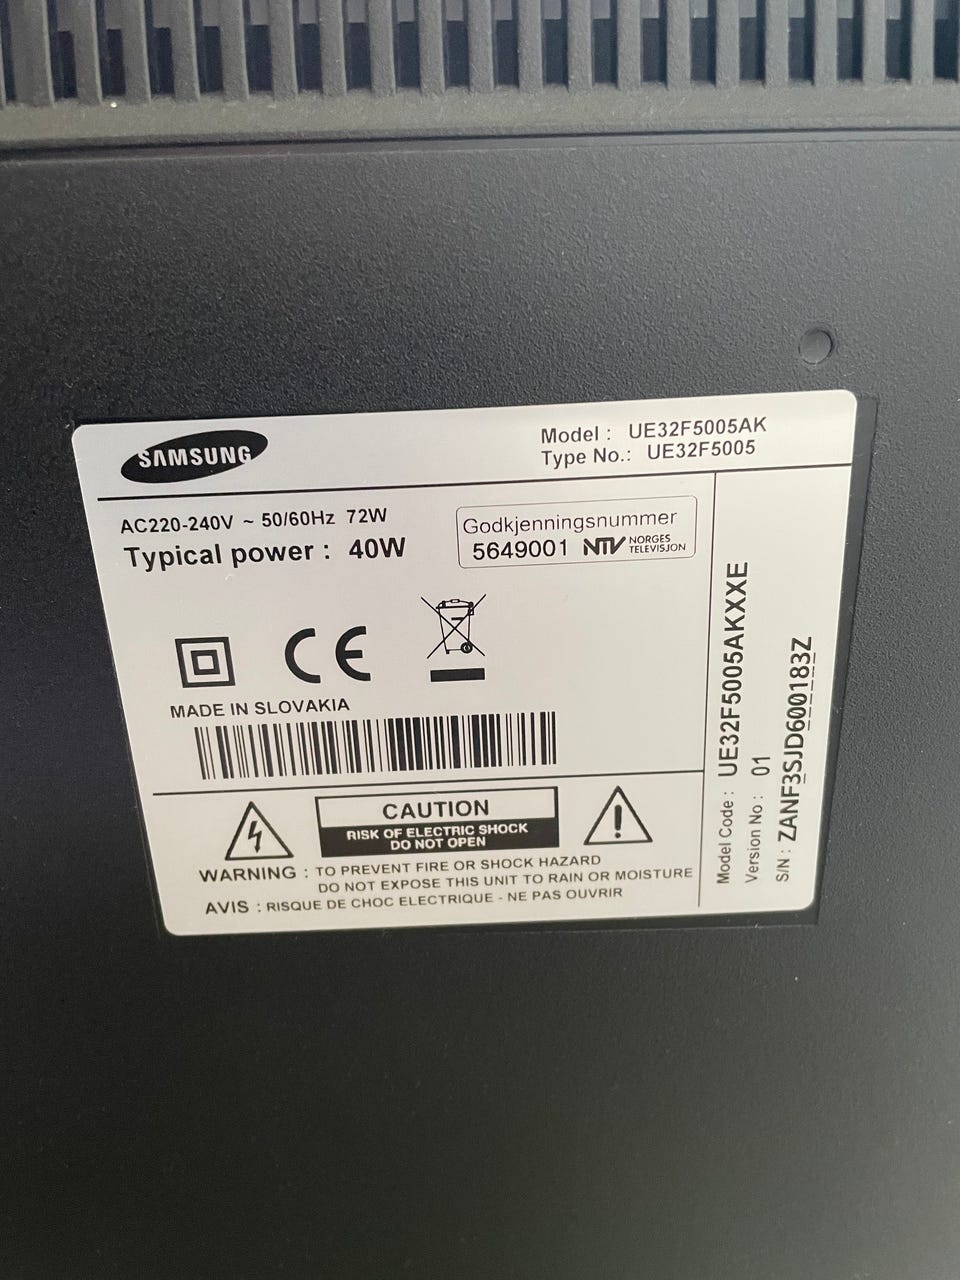 SAMSUNG
Model : UE32F5005AK
Type No.: UE32F5005
AC220-240V ~ 50/60Hz 72W
Typical power : 40W
Godkjenningsnummer
5649001 NTV NORGES TELEVISJON
CE
MADE IN SLOVAKIA
CAUTION
RISK OF ELECTRIC SHOCK
DO NOT OPEN
WARNING : TO PREVENT FIRE OR SHOCK HAZARD
DO NOT EXPOSE THIS UNIT TO RAIN OR MOISTURE
AVIS : RISQUE DE CHOC ELECTRIQUE - NE PAS OUVRIR
Model Code : UE32F5005AKXXE
Version No : 01
S/N : ZANF3SJD600183Z